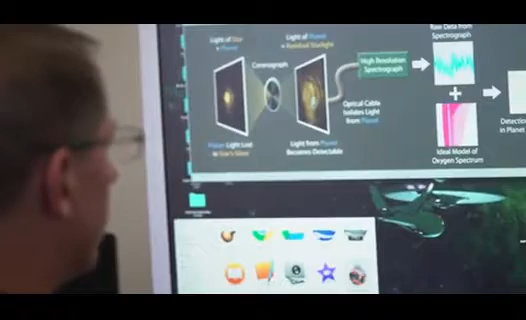 Raw Data from
Spectrograph
Light of Star
+ Planet
Light of Planet
+ Residual Starlight
Coronagraph
High Resolution
Spectrograph
Optical Cable
Isolates Light
from Planet
Planet Light Lost
in Star's Glare
Light from Planet
Becomes Detectable
Ideal Model of
Oxygen Spectrum
Detection
in Planet